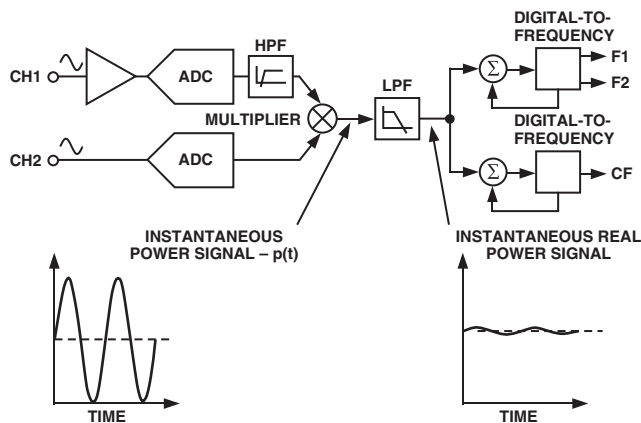 DIGITAL-TO-
FREQUENCY
HPF
F1
CH1
ADC
Σ
LPF
F2
MULTIPLIER
DIGITAL-TO-
FREQUENCY
CH2
ADC
Σ
CF
INSTANTANEOUS
POWER SIGNAL – p(t)
INSTANTANEOUS REAL
POWER SIGNAL
TIME
TIME